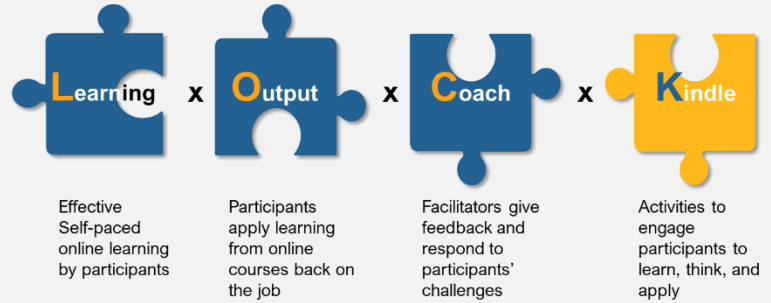 Learning x Output x Coach x Kindle
Effective
Self-paced
online learning
by participants
Participants
apply learning
from online
courses back on
the job
Facilitators give
feedback and
respond to
participants'
challenges
Activities to
engage
participants to
learn, think, and
apply